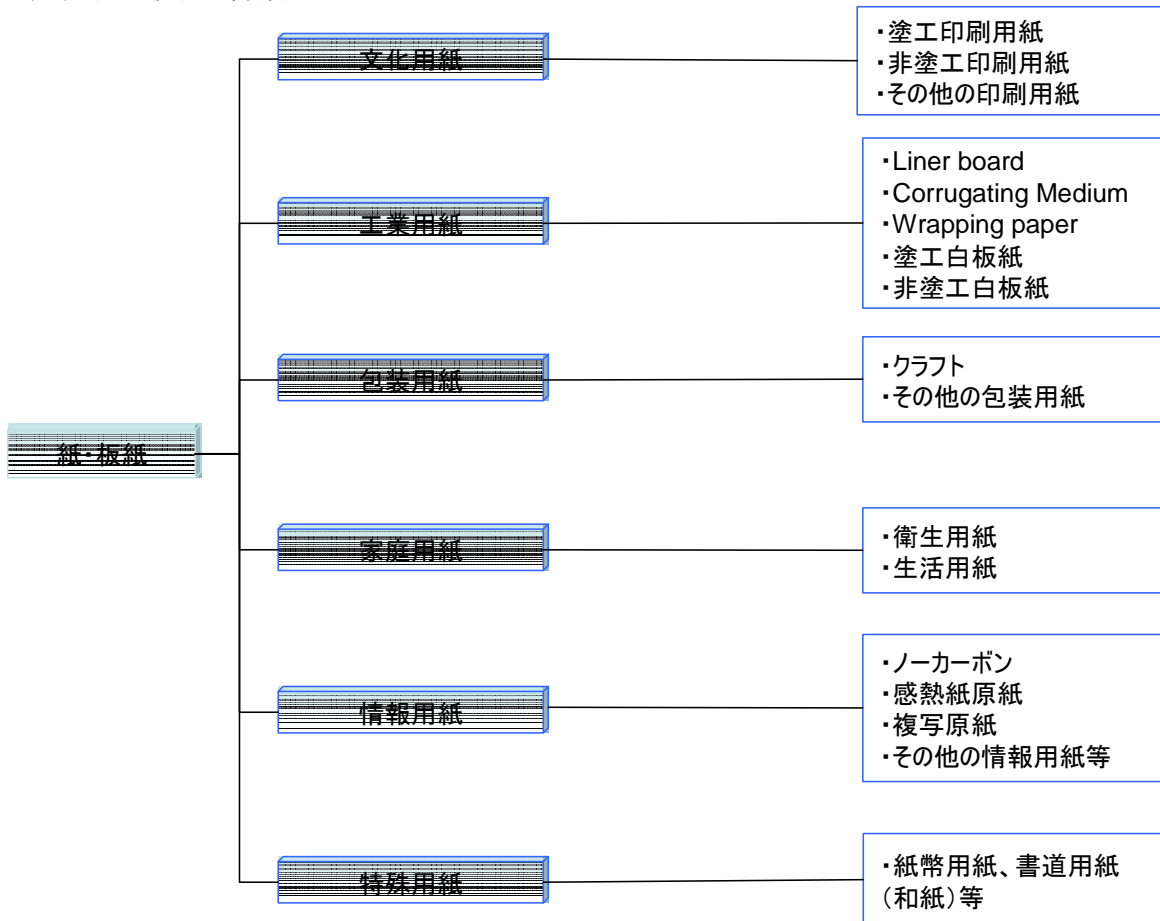 文化用紙
・塗工印刷用紙
・非塗工印刷用紙
・その他の印刷用紙
工業用紙
・Liner board
・Corrugating Medium
・Wrapping paper
・塗工白板紙
・非塗工白板紙
包装用紙
・クラフト
・その他の包装用紙
紙・板紙
家庭用紙
・衛生用紙
・生活用紙
情報用紙
・ノーカーボン
・感熱紙原紙
・複写原紙
・その他の情報用紙等
特殊用紙
・紙幣用紙、書道用紙
（和紙）等